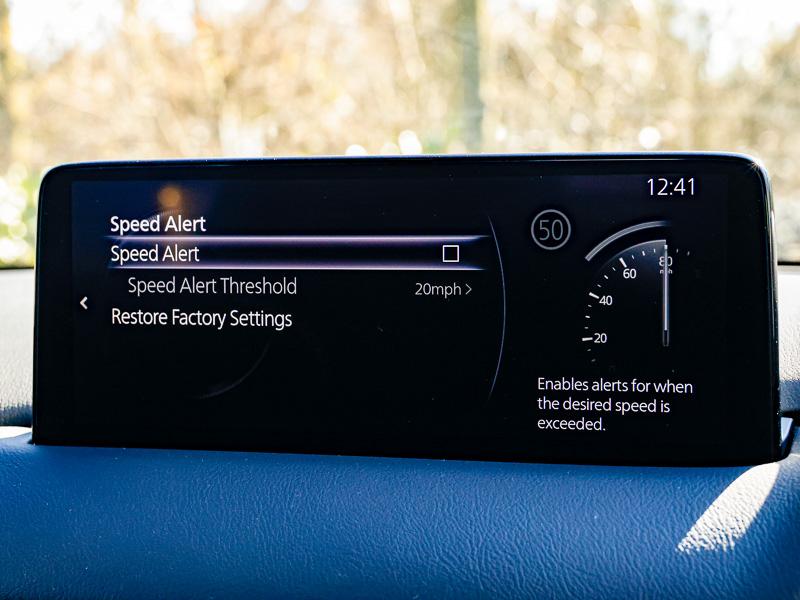 12:41
Speed Alert
Speed Alert
Speed Alert Threshold 20mph >
Restore Factory Settings
<
50
80
mph
60
40
20
Enables alerts for when
the desired speed is
exceeded.